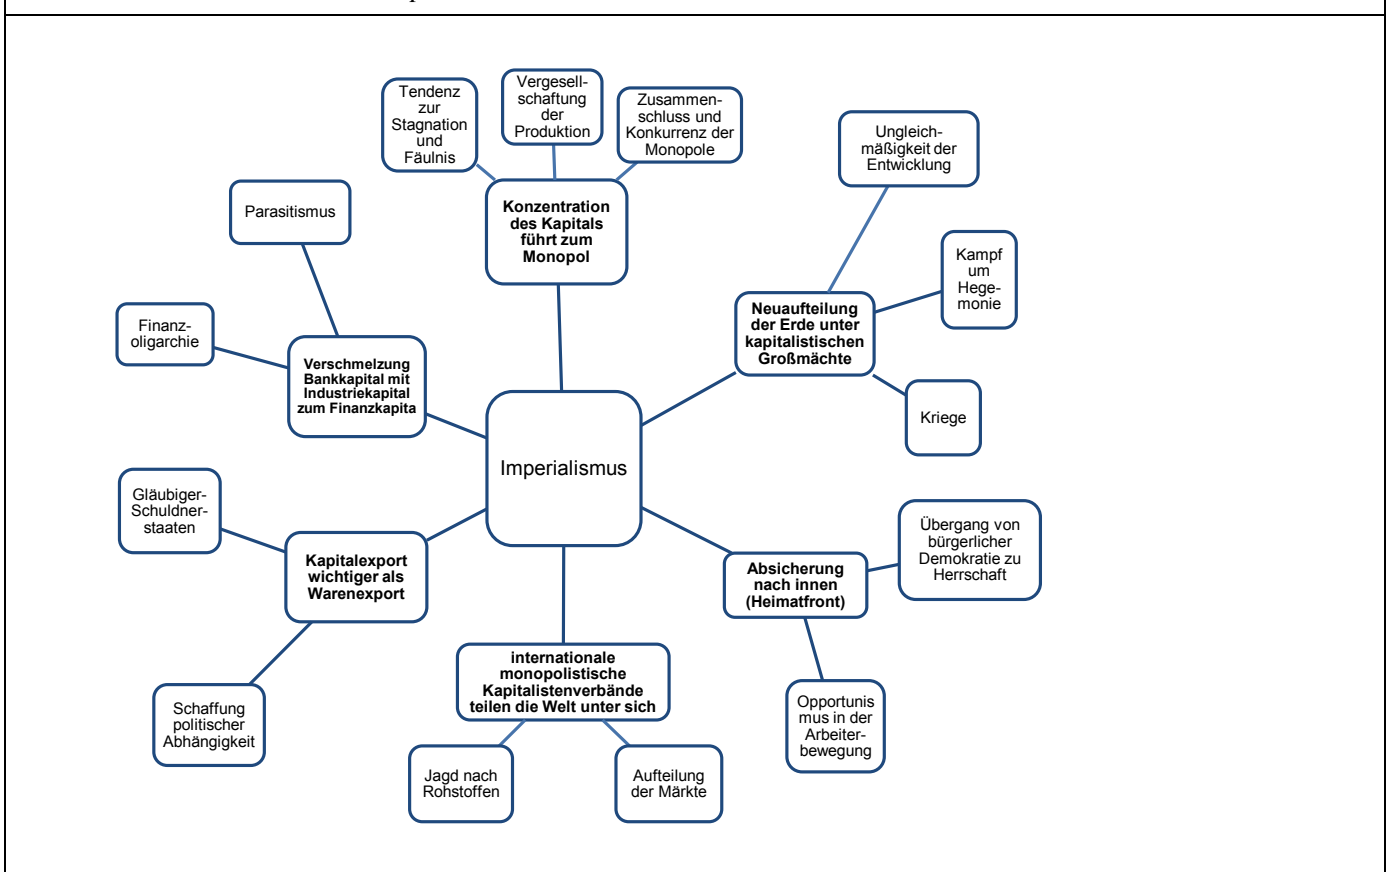 Tendenz
zur
Stagnation
und
Fäulnis
Vergesell-
schaftung
der
Produktion
Zusammen-
schluss und
Konkurrenz der
Monopole
Konzentration
des Kapitals
führt zum
Monopol
Ungleich-
mäßigkeit der
Entwicklung
Kampf
um
Hege-
monie
Neuaufteilung
der Erde unter
kapitalistischen
Großmächte
Kriege
Parasitismus
Finanz-
oligarchie
Verschmelzung
Bankkapital mit
Industriekapital
zum Finanzkapita
Imperialismus
Gläubiger-
Schuldner-
staaten
Kapitalexport
wichtiger als
Warenexport
Schaffung
politischer
Abhängigkeit
internationale
monopolistische
Kapitalistenverbände
teilen die Welt unter sich
Jagd nach
Rohstoffen
Aufteilung
der Märkte
Absicherung
nach innen
(Heimatfront)
Übergang von
bürgerlicher
Demokratie zu
Herrschaft
Opportunis
mus in der
Arbeiter-
bewegung